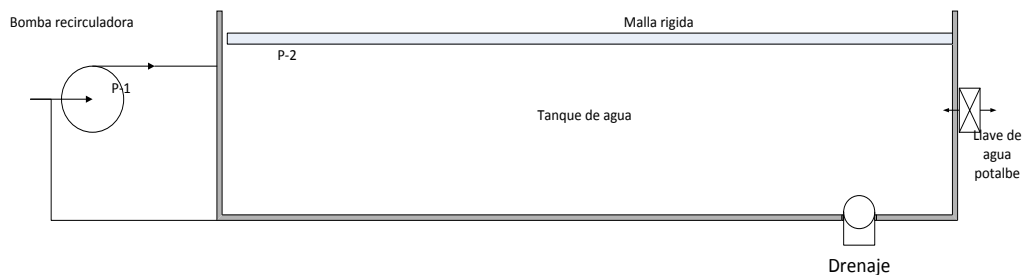 Bomba recirculadora
Malla rigida
P-2
P-1
Tanque de agua
Llave de
agua
potalbe
Drenaje